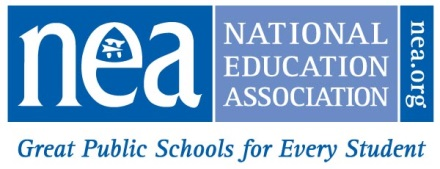 nea
NATIONAL
EDUCATION
ASSOCIATION
nea.org
Great Public Schools for Every Student